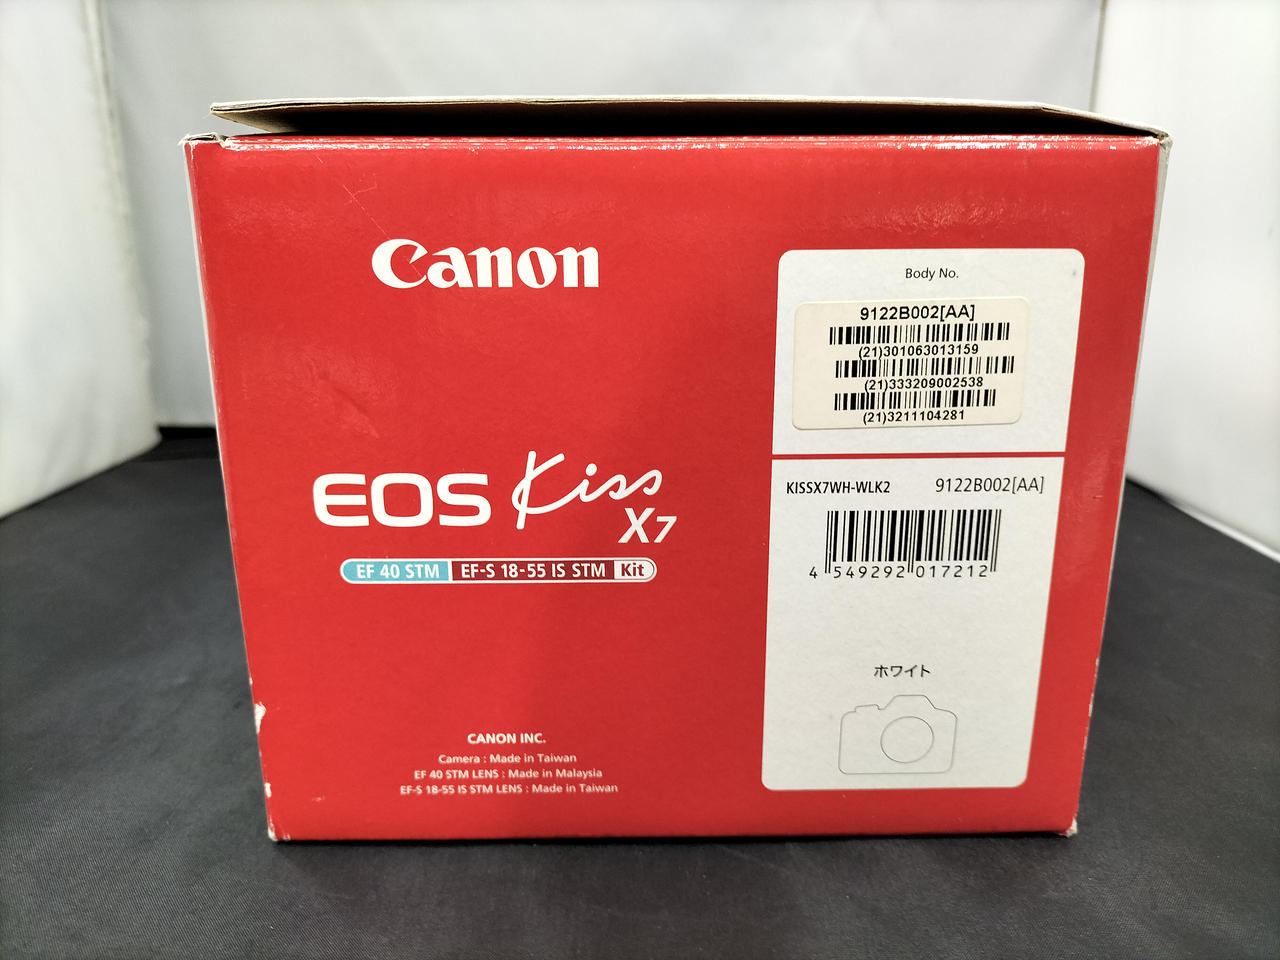 Canon
EOS Kiss
X7
EF 40 STM EF-S 18-55 IS STM Kit
CANON INC.
Camera : Made in Taiwan
EF 40 STM LENS : Made in Malaysia
EF-S 18-55 IS STM LENS : Made in Taiwan
Body No.
9122B002[AA]
(21)301063013159
(21)333209002538
(21)3211104281
KISSX7WH-WLK2 9122B002[AA]
4 549292 017212
ホワイト